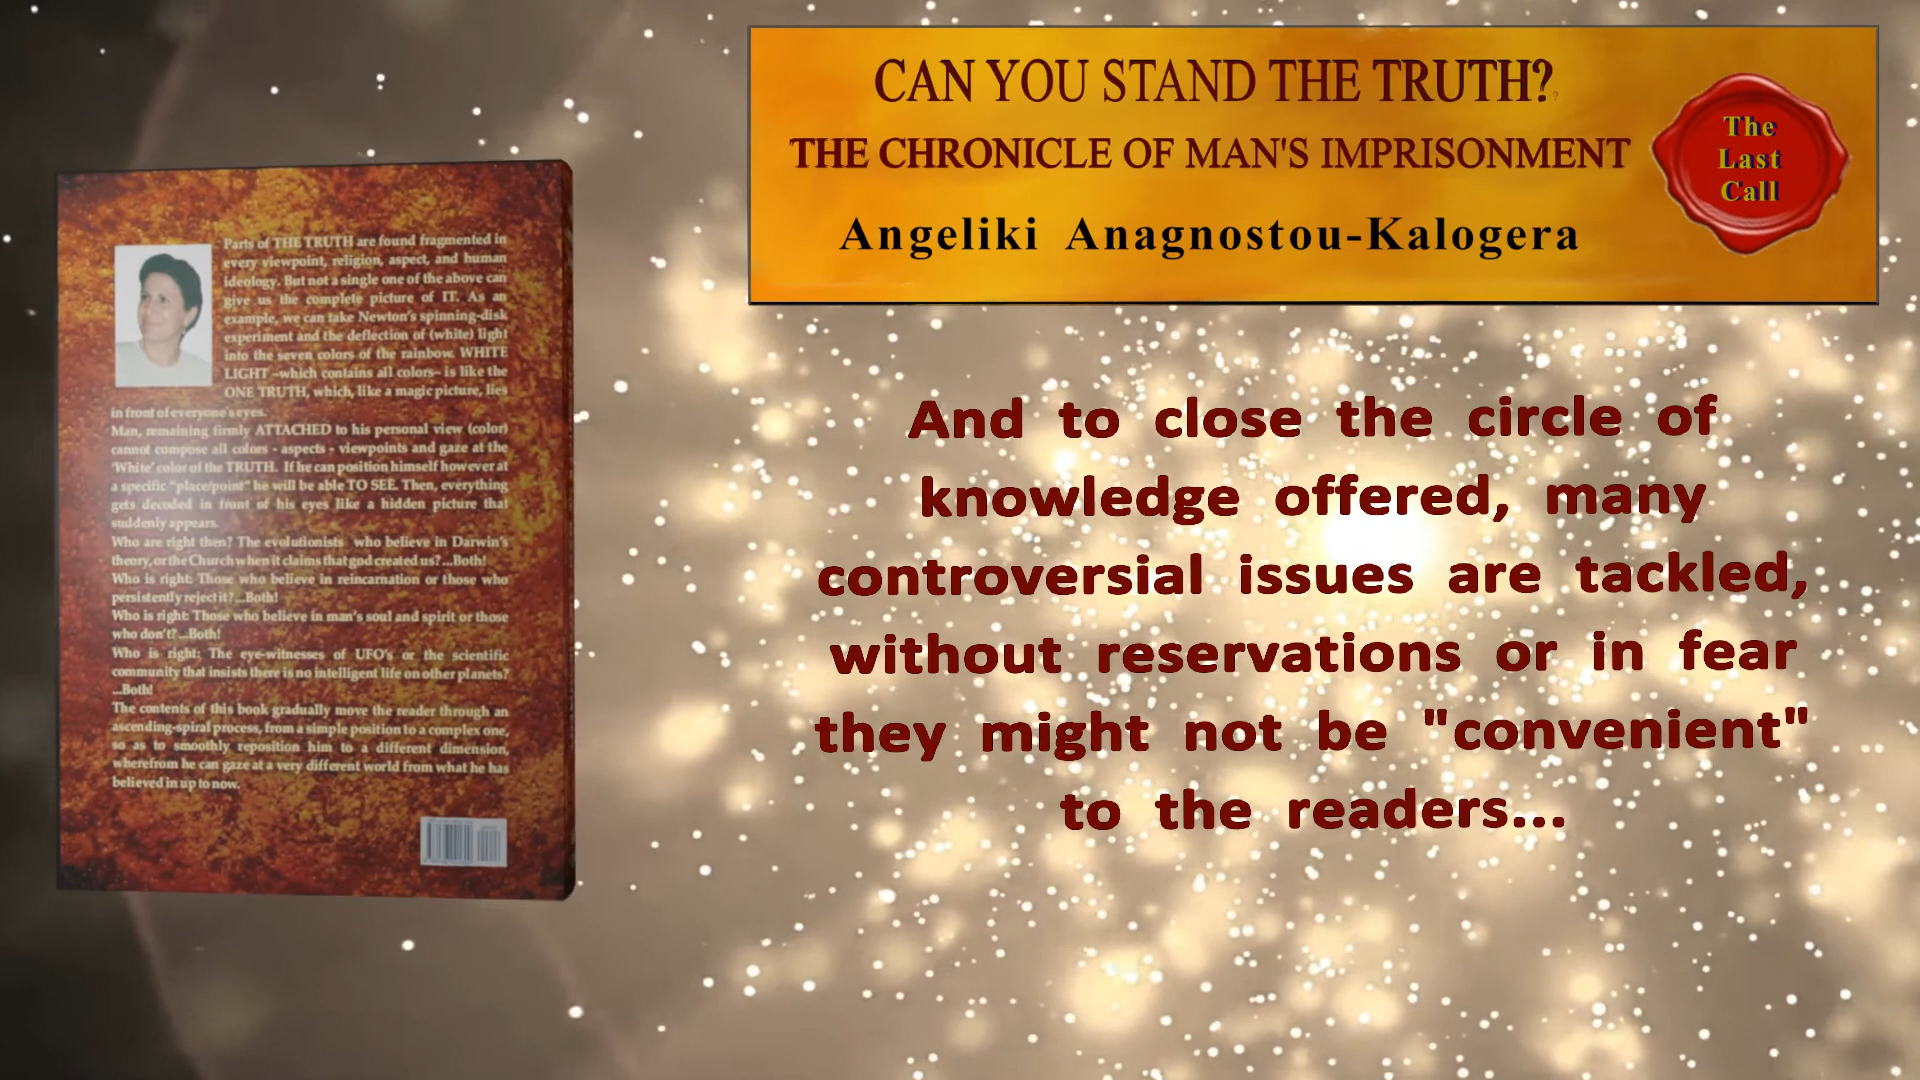 CAN YOU STAND THE TRUTH?
THE CHRONICLE OF MAN'S IMPRISONMENT
Angeliki Anagnostou-Kalogera
The
Last
Call
Parts of THE TRUTH are found fragmented in
every viewpoint, religion, aspect, and human
ideology. But not a single one of the above can
give us the complete picture of IT. As an
example, we can take Newton's spinning-disk
experiment and the deflection of (white) light
into the seven colors of the rainbow. WHITE
LIGHT –which contains all colors– is like the
ONE TRUTH, which, like a magic picture, lies
in front of everyone's eyes.
Man, remaining firmly ATTACHED to his personal view (color)
cannot compose all colors - aspects - viewpoints and gaze at the
'White' color of the TRUTH. If he can position himself however at
a specific "place/point" he will be able TO SEE. Then, everything
gets decoded in front of his eyes like a hidden picture that
suddenly appears.
Who are right then? The evolutionists who believe in Darwin's
theory, or the Church when it claims that god created us? ...Both!
Who is right: Those who believe in reincarnation or those who
persistently reject it? ...Both!
Who is right: Those who believe in man's soul and spirit or those
who don't? ...Both!
Who is right: The eye-witnesses of UFO's or the scientific
community that insists there is no intelligent life on other planets?
...Both!
The contents of this book gradually move the reader through an
ascending-spiral process, from a simple position to a complex one,
so as to smoothly reposition him to a different dimension,
wherefrom he can gaze at a very different world from what he has
believed in up to now.
And to close the circle of
knowledge offered, many
controversial issues are tackled,
without reservations or in fear
they might not be "convenient"
to the readers...